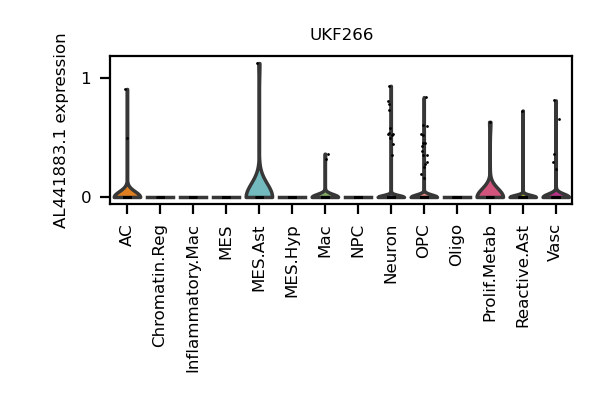 UKF266
AL441883.1 expression
1
0
AC
Chromatin.Reg
Inflammatory.Mac
MES
MES.Ast
MES.Hyp
Mac
NPC
Neuron
OPC
Oligo
Prolif.Metab
Reactive.Ast
Vasc